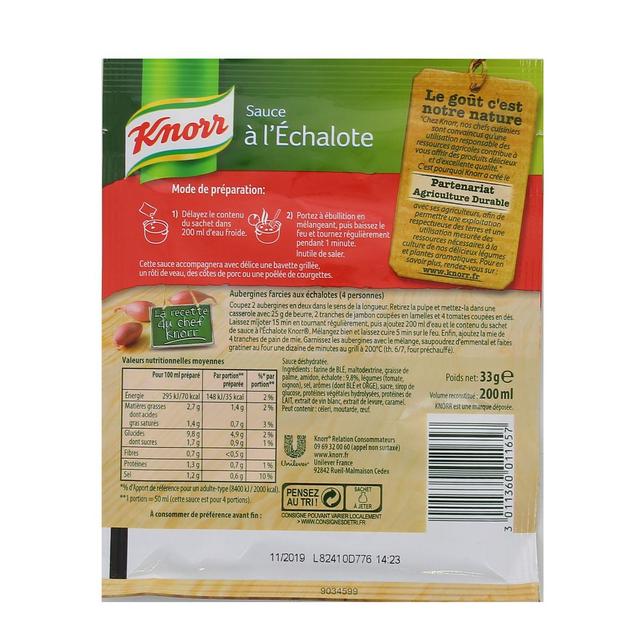 Knorr
Sauce
à l'Échalote
Le goût c'est
notre nature
"Chez Knorr, nos chefs cuisiniers
sont convaincus qu'une
utilisation responsable des
ressources agricoles contribue à
vous offrir des produits délicieux
et d'excellente qualité."
C'est pourquoi Knorr a créé le
Partenariat
Agriculture Durable
avec ses agriculteurs, afin de
permettre une exploitation
respectueuse des terres et une
utilisation mesurée des
ressources nécessaires à la
culture de nos délicieux légumes
et plantes aromatiques. Pour en
savoir plus, rendez-vous sur :
www.knorr.fr
Mode de préparation:
1) Délayez le contenu
du sachet dans
200 ml d'eau froide.
2) Portez à ébullition en
mélangeant, puis baissez le
feu et tournez régulièrement
pendant 1 minute.
Inutile de saler.
Cette sauce accompagnera avec délice une bavette grillée,
un rôti de veau, des côtes de porc ou une poêlée de courgettes.
La recette
du chef
Knorr
Aubergines farcies aux échalotes (4 personnes)
Coupez 2 aubergines en deux dans le sens de la longueur. Retirez la pulpe et mettez-la dans une
casserole avec 25 g de beurre, 2 tranches de jambon coupées en lamelles et 4 tomates coupées en dés.
Laissez mijoter 15 min en tournant régulièrement, puis ajoutez 200 ml d'eau et le contenu du sachet
de sauce à l'Échalote Knorr®. Mélangez bien et laissez cuire 5 min sur le feu. Enfin, ajoutez la mie de
4 tranches de pain de mie. Garnissez les aubergines avec le mélange, saupoudrez d'emmental et faites
gratiner au four une dizaine de minutes au grill à 200°C (th. 6/7, four préchauffé).
Valeurs nutritionnelles moyennes
Pour 100 ml préparé Par portion** préparée %* par portion**
Energie 295 kJ/70 kcal 148 kJ/35 kcal 2 %
Matières grasses 2,7 g 1,4 g 2 %
dont acides
gras saturés 1,4 g 0,7 g 3 %
Glucides 9,8 g 4,9 g 2 %
dont sucres 1,7 g 0,9 g 1 %
Fibres 0,7 g <0,5 g
Protéines 1,3 g 0,7 g 1 %
Sel 1,2 g 0,6 g 10 %
*% d'Apport de référence pour un adulte-type (8400 kJ / 2000 kcal).
**1 portion = 50 ml (cette sauce est pour 4 portions).
À consommer de préférence avant fin :
Sauce déshydratée.
Ingrédients : farine de BLÉ, maltodextrine, graisse de
palme, amidon, échalote : 9,8%, légumes (tomate,
oignon), sel, arômes (dont BLÉ et ORGE), sucre, sirop de
glucose, protéines végétales hydrolysées, protéines de
LAIT, extrait de vin blanc, extrait de levure, caramel.
Peut contenir : céleri, moutarde, œuf.
Poids net: 33g e
Volume reconstitué : 200 ml
KNORR est une marque déposée.
Unilever
Knorr® Relation Consommateurs
09 69 32 00 60 (appel non surtaxé)
www.knorr.fr
Unilever France
92842 Rueil-Malmaison Cedex
PENSEZ
AU TRI !
SACHET
À JETER
CONSIGNE POUVANT VARIER LOCALEMENT
> WWW.CONSIGNESDETRI.FR
3 011360 011657
11/2019 L82410D776 14:23
9034599